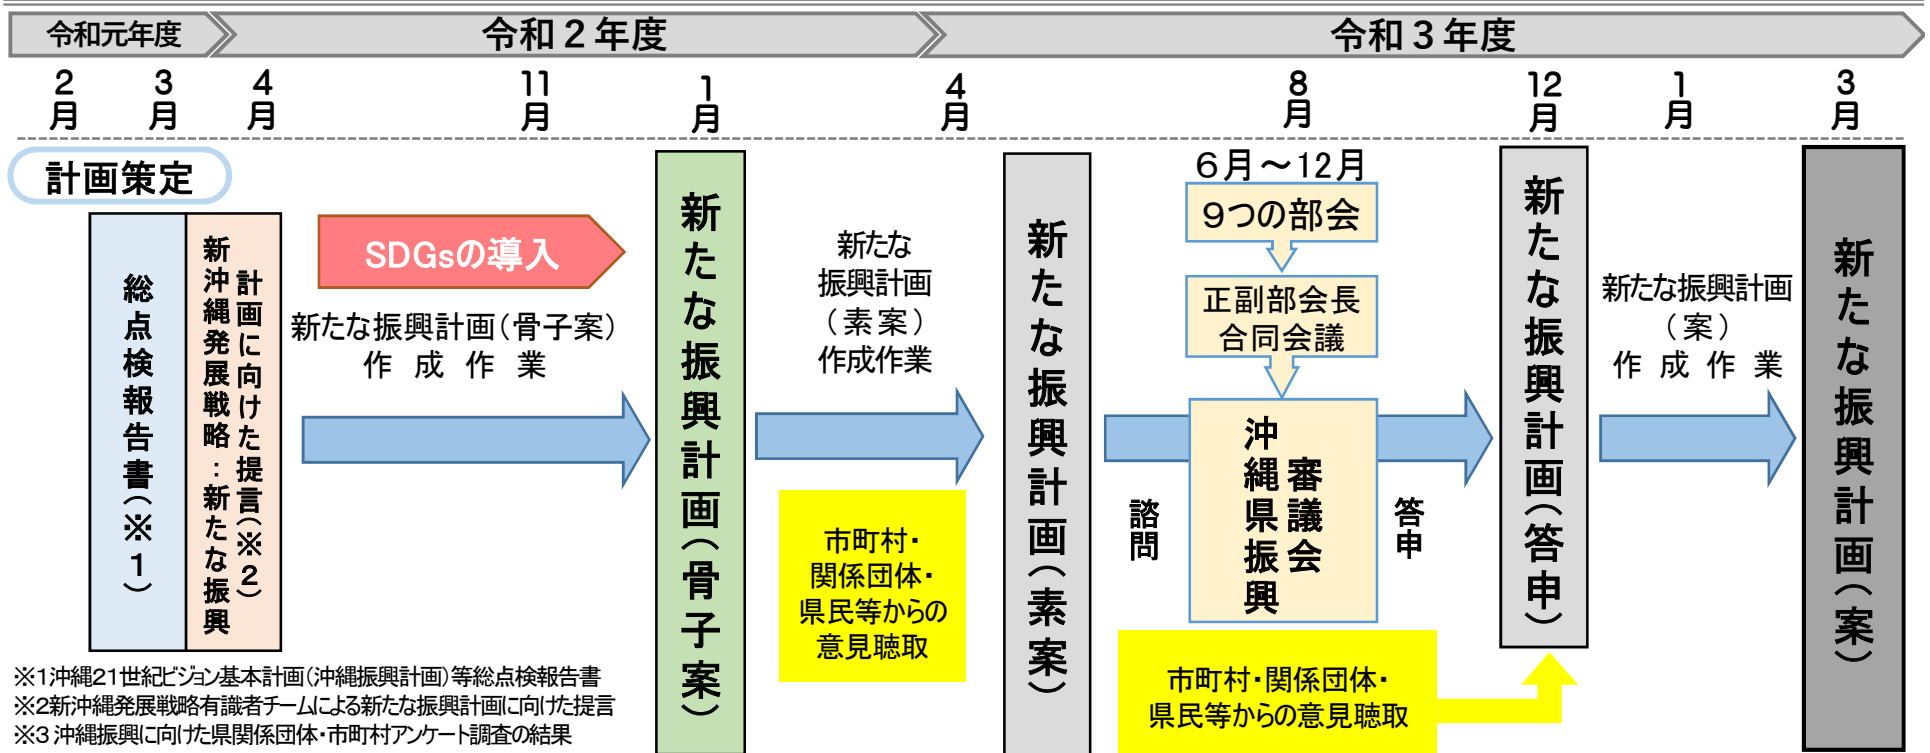 令和元年度
令和２年度
令和３年度
2月
3月
4月
11月
1月
4月
8月
12月
1月
3月
計画策定
総点検報告書（※１）
新沖縄発展戦略：新たな振興
計画に向けた提言（※２）
SDGsの導入
新たな振興計画（骨子案）
作成作業
新たな振興計画（骨子案）
新たな
振興計画
（素案）
作成作業
市町村・
関係団体・
県民等からの
意見聴取
新たな振興計画（素案）
６月～12月
９つの部会
正副部会長
合同会議
諮問
沖縄県振興
審議会
答申
市町村・関係団体・
県民等からの意見聴取
新たな振興計画（答申）
新たな振興計画
（案）
作成作業
新たな振興計画（案）
※1沖縄21世紀ビジョン基本計画（沖縄振興計画）等総点検報告書
※2新沖縄発展戦略有識者チームによる新たな振興計画に向けた提言
※3 沖縄振興に向けた県関係団体・市町村アンケート調査の結果